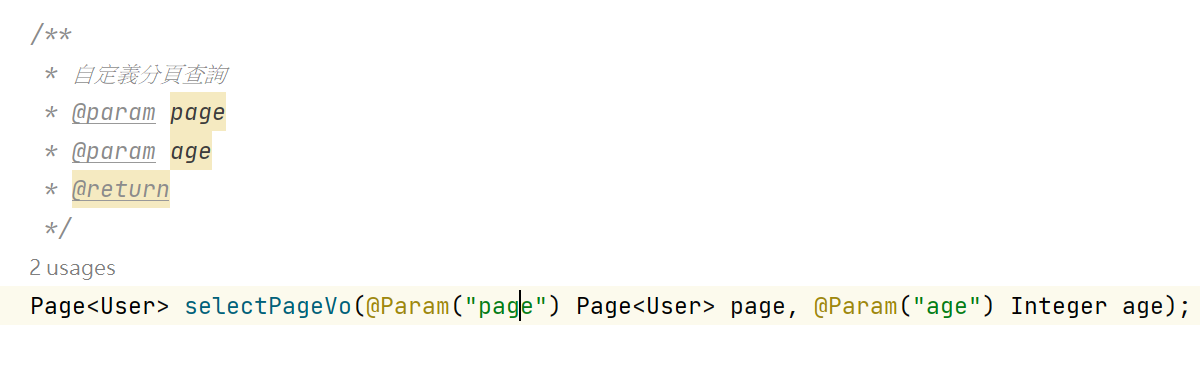 /**
* 自定義分頁查詢
* @param page
* @param age
* @return
*/
2 usages
Page<User> selectPageVo(@Param("page") Page<User> page, @Param("age") Integer age);